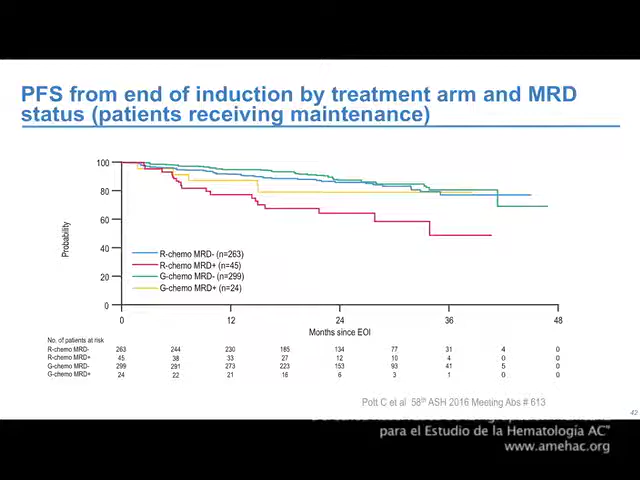 PFS from end of induction by treatment arm and MRD
status (patients receiving maintenance)
100
80
60
40
20
0
Probability
R-chemo MRD- (n=263)
R-chemo MRD+ (n=45)
G-chemo MRD- (n=299)
G-chemo MRD+ (n=24)
0 12 24 36 48
Months since EOI
No. of patients at risk
R-chemo MRD- 263 244 230 185 134 77 31 4 0
R-chemo MRD+ 45 38 33 27 12 10 4 0 0
G-chemo MRD- 299 291 273 223 153 93 41 5 0
G-chemo MRD+ 24 22 21 16 6 3 1 0 0
Pott C et al 58th ASH 2016 Meeting Abs # 613
42
para el Estudio de la Hematología AC"
www.amehac.org